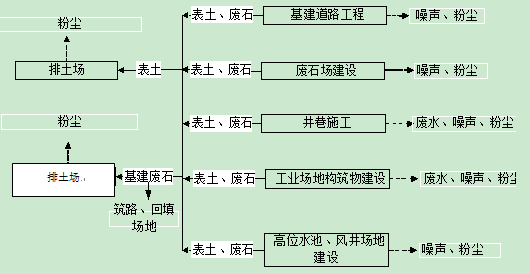 粉尘
表土、废石
基建道路工程
噪声、粉尘
排土场
表土
表土、废石
废石场建设
噪声、粉尘
粉尘
表土、废石
井巷施工
废水、噪声、粉尘
排土场
基建废石
表土、废石
工业场地构筑物建设
废水、噪声、粉尘
筑路、回填
场地
表土、废石
高位水池、风井场地
建设
噪声、粉尘